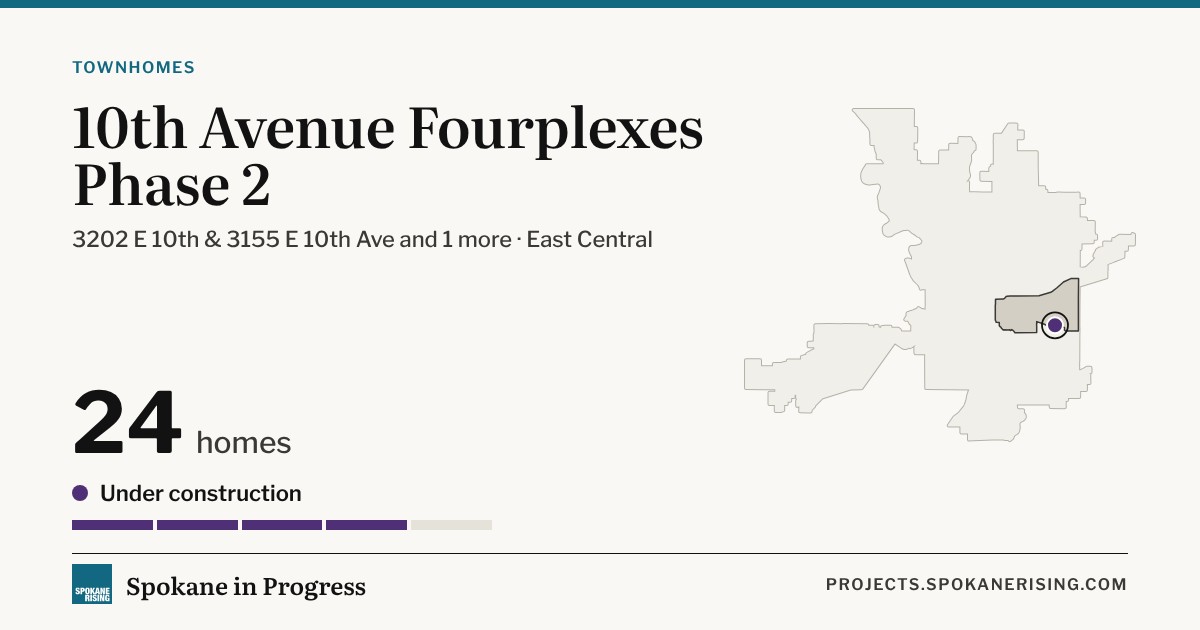 TOWNHOMES
10th Avenue Fourplexes
Phase 2
3202 E 10th & 3155 E 10th Ave and 1 more · East Central
24 homes
Under construction
SPOKANE
RISING
Spokane in Progress
PROJECTS.SPOKANERISING.COM